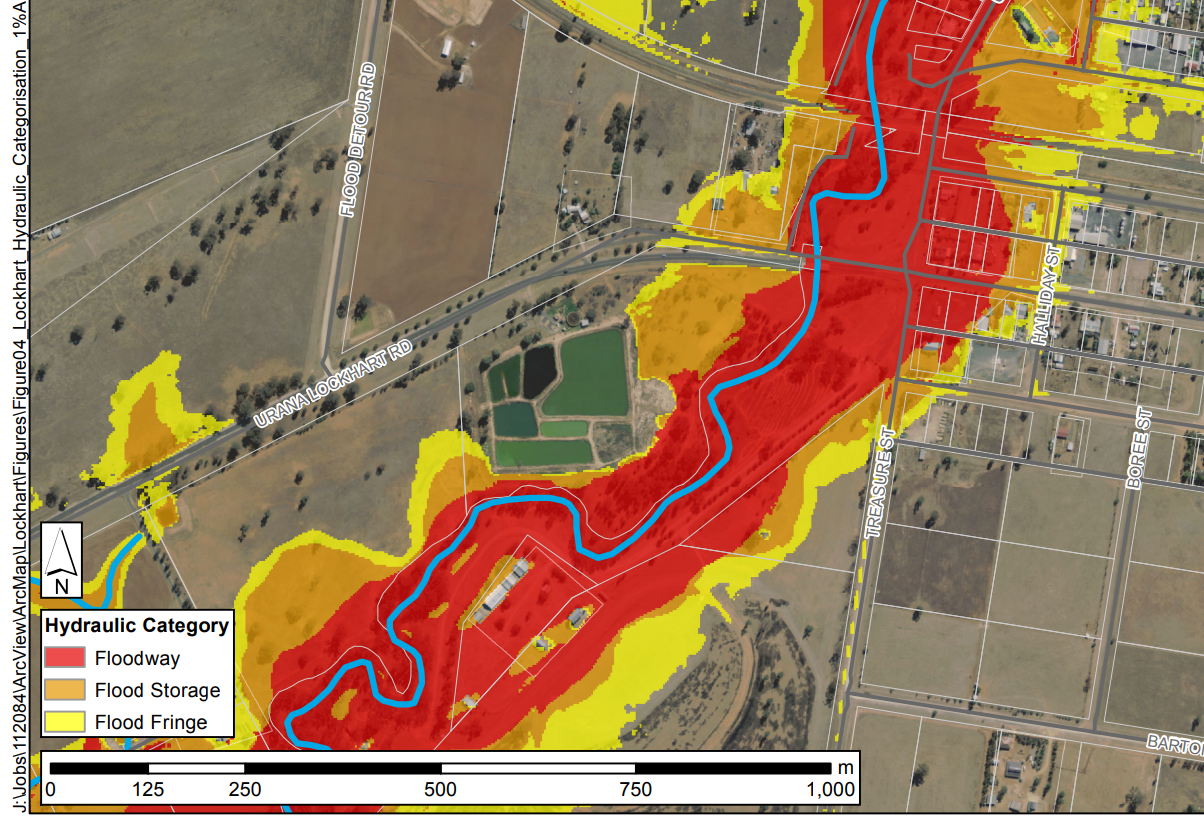 J:\Jobs\112084\ArcView\ArcMap\Lockhart\Figures\Figure04_Lockhart_Hydraulic_Categorisation_1%A
FLOOD DETOUR RD
URANA LOCKHART RD
HALLIDAY ST
TREASURE ST
BOREE ST
BARTO
N
Hydraulic Category
Floodway
Flood Storage
Flood Fringe
0 125 250 500 750 1,000 m